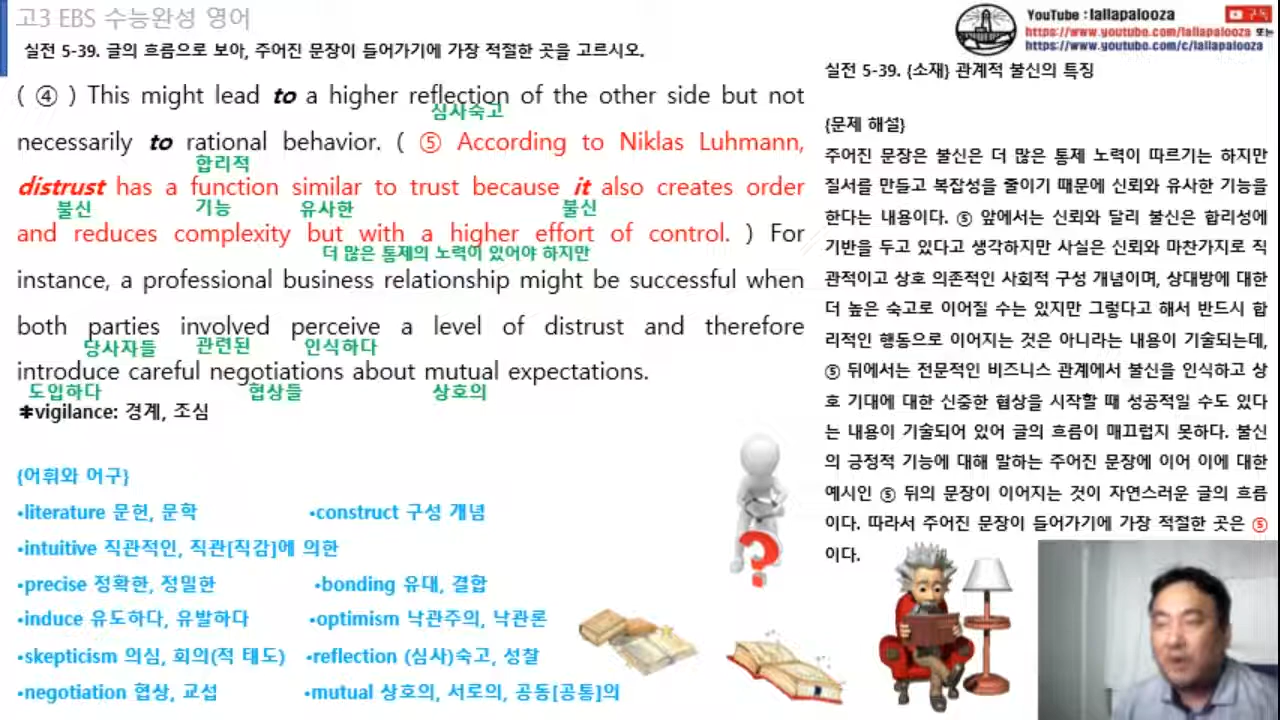 고3 EBS 수능완성 영어
실전 5-39. 글의 흐름으로 보아, 주어진 문장이 들어가기에 가장 적절한 곳을 고르시오.
( ④ ) This might lead to a higher reflection of the other side but not
심사숙고
necessarily to rational behavior. ( ⑤ According to Niklas Luhmann,
합리적
distrust has a function similar to trust because it also creates order
불신 기능 유사한 불신
and reduces complexity but with a higher effort of control. ) For
더 많은 통제의 노력이 있어야 하지만
instance, a professional business relationship might be successful when
both parties involved perceive a level of distrust and therefore
당사자들 관련된 인식하다
introduce careful negotiations about mutual expectations.
도입하다 협상들 상호의
✱vigilance: 경계, 조심
{어휘와 어구}
•literature 문헌, 문학 •construct 구성 개념
•intuitive 직관적인, 직관[직감]에 의한
•precise 정확한, 정밀한 •bonding 유대, 결합
•induce 유도하다, 유발하다 •optimism 낙관주의, 낙관론
•skepticism 의심, 회의(적 태도) •reflection (심사)숙고, 성찰
•negotiation 협상, 교섭 •mutual 상호의, 서로의, 공동[공통]의
YouTube : lallapalooza 구독
https://www.youtube.com/lallapalooza 또는
https://www.youtube.com/c/lallapalooza
실전 5-39. {소재} 관계적 불신의 특징
{문제 해설}
주어진 문장은 불신은 더 많은 통제 노력이 따르기는 하지만
질서를 만들고 복잡성을 줄이기 때문에 신뢰와 유사한 기능을
한다는 내용이다. ⑤ 앞에서는 신뢰와 달리 불신은 합리성에
기반을 두고 있다고 생각하지만 사실은 신뢰와 마찬가지로 직
관적이고 상호 의존적인 사회적 구성 개념이며, 상대방에 대한
더 높은 숙고로 이어질 수는 있지만 그렇다고 해서 반드시 합
리적인 행동으로 이어지는 것은 아니라는 내용이 기술되는데,
⑤ 뒤에서는 전문적인 비즈니스 관계에서 불신을 인식하고 상
호 기대에 대한 신중한 협상을 시작할 때 성공적일 수도 있다
는 내용이 기술되어 있어 글의 흐름이 매끄럽지 못하다. 불신
의 긍정적 기능에 대해 말하는 주어진 문장에 이어 이에 대한
예시인 ⑤ 뒤의 문장이 이어지는 것이 자연스러운 글의 흐름
이다. 따라서 주어진 문장이 들어가기에 가장 적절한 곳은 ⑤
이다.